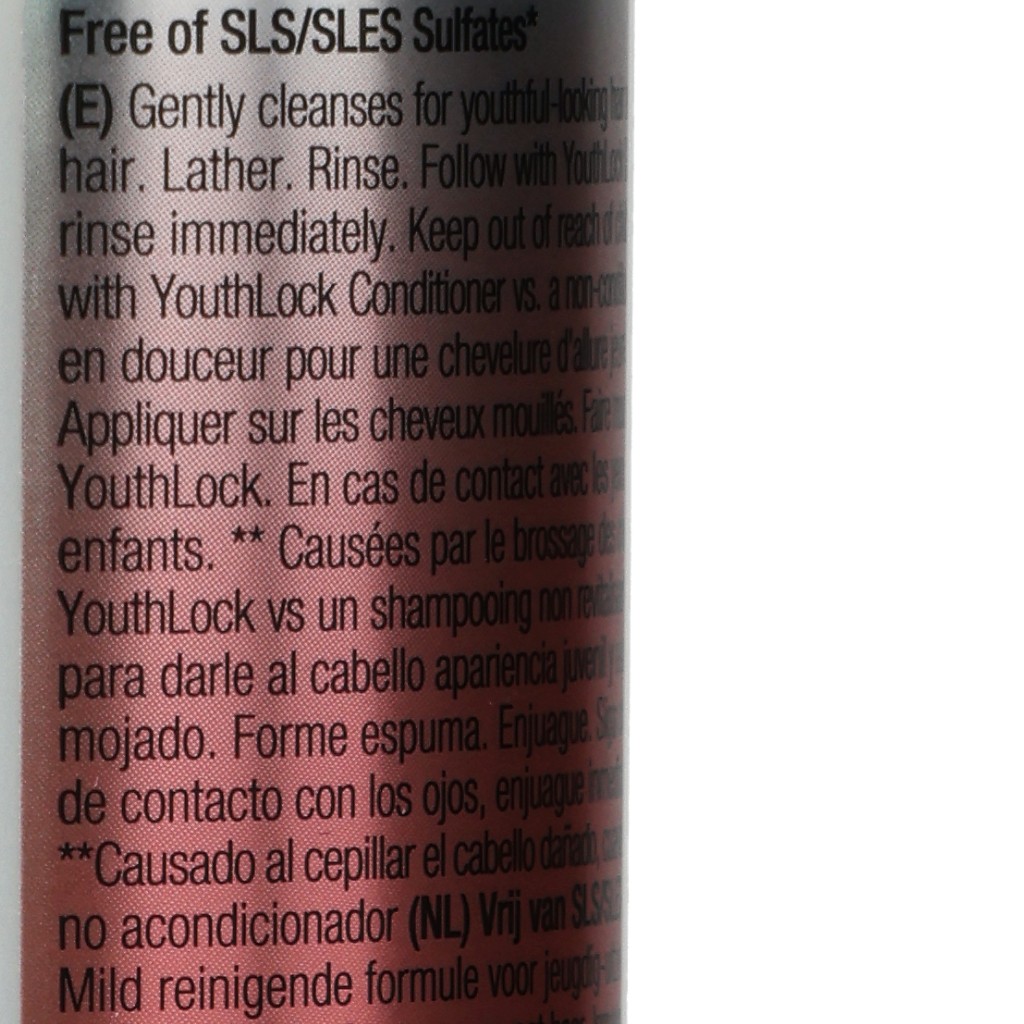 Free of SLS/SLES Sulfates*
(E) Gently cleanses for youthful-looking
hair. Lather. Rinse. Follow with
rinse immediately. Keep out of reach of
with YouthLock Conditioner vs. a
en douceur pour une chevelure d'allure
Appliquer sur les cheveux mouillés. Faire
YouthLock. En cas de contact avec les
enfants. ** Causées par le brossage
YouthLock vs un shampooing non
para darle al cabello apariencia juvenil
mojado. Forme espuma. Enjuague.
de contacto con los ojos, enjuague
**Causado al cepillar el cabello dañado,
no acondicionador (NL) Vrij van
Mild reinigende formule voor